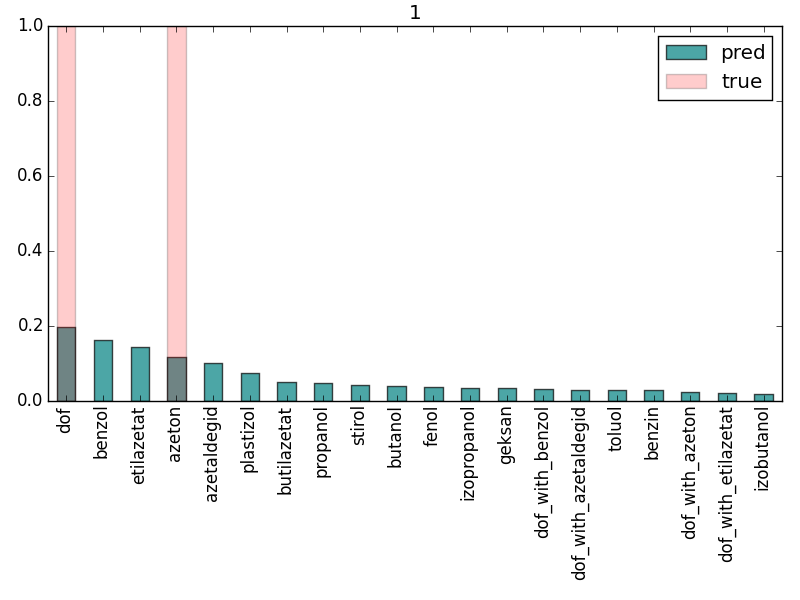 1
1.0
0.8
0.6
0.4
0.2
0.0
pred
true
dof
benzol
etilazetat
azeton
azetaldegid
plastizol
butilazetat
propanol
stirol
butanol
fenol
izopropanol
geksan
dof_with_benzol
dof_with_azetaldegid
toluol
benzin
dof_with_azeton
dof_with_etilazetat
izobutanol